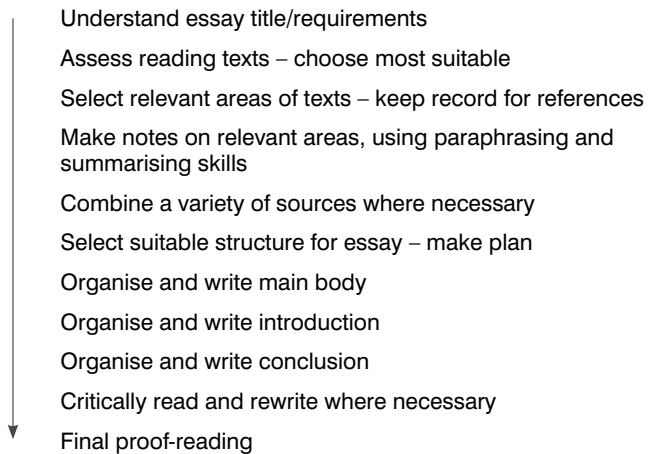 Understand essay title/requirements
Assess reading texts – choose most suitable
Select relevant areas of texts – keep record for references
Make notes on relevant areas, using paraphrasing and
summarising skills
Combine a variety of sources where necessary
Select suitable structure for essay – make plan
Organise and write main body
Organise and write introduction
Organise and write conclusion
Critically read and rewrite where necessary
Final proof-reading